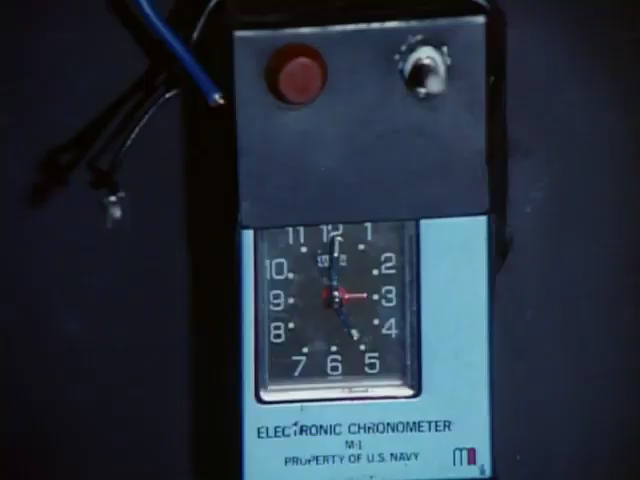 11 12 1
10 2
9 3
8 4
7 6 5
ELECTRONIC CHRONOMETER
M-1
PROPERTY OF U.S. NAVY